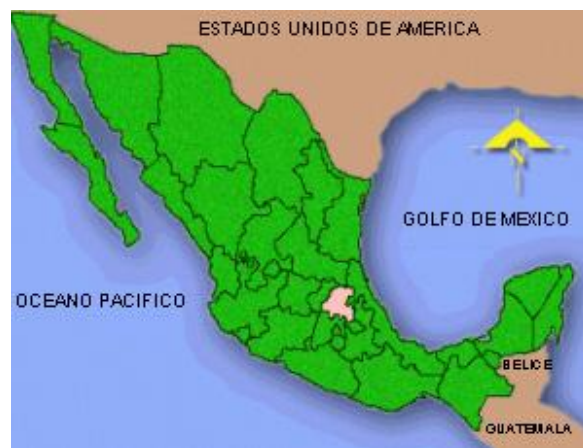 ESTADOS UNIDOS DE AMERICA
N
GOLFO DE MEXICO
OCEANO PACIFICO
BELICE
GUATEMALA